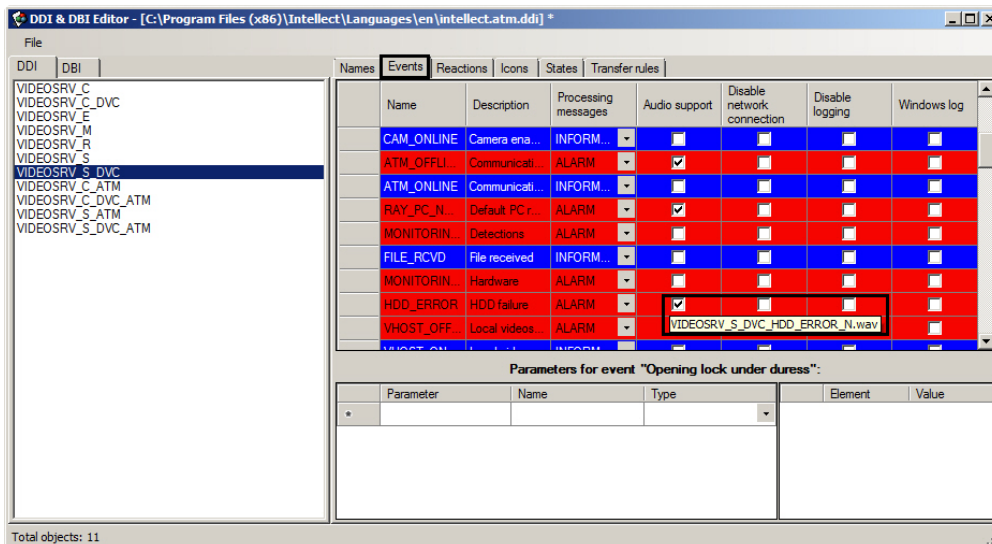 DDI & DBI Editor - [C:\Program Files (x86)\Intellect\Languages\en\intellect.atm.ddi] *
File
DDI DBI
VIDEOSRV_C
VIDEOSRV_C_DVC
VIDEOSRV_E
VIDEOSRV_M
VIDEOSRV_R
VIDEOSRV_S
VIDEOSRV_S_DVC
VIDEOSRV_C_ATM
VIDEOSRV_C_DVC_ATM
VIDEOSRV_S_ATM
VIDEOSRV_S_DVC_ATM
Names Events Reactions Icons States Transfer rules
Name Description Processing messages Audio support Disable network connection Disable logging Windows log
CAM_ONLINE Camera ena... INFORM...
ATM_OFFLI... Communicati... ALARM
ATM_ONLINE Communicati... INFORM...
RAY_PC_N... Default PC r... ALARM
MONITORIN... Detections ALARM
FILE_RCVD File received INFORM...
MONITORIN... Hardware ALARM
HDD_ERROR HDD failure ALARM
VHOST_OFF... Local videos... ALARM
VIDEOSRV_S_DVC_HDD_ERROR_N.wav
Parameters for event "Opening lock under duress":
Parameter Name Type Element Value
*
Total objects: 11